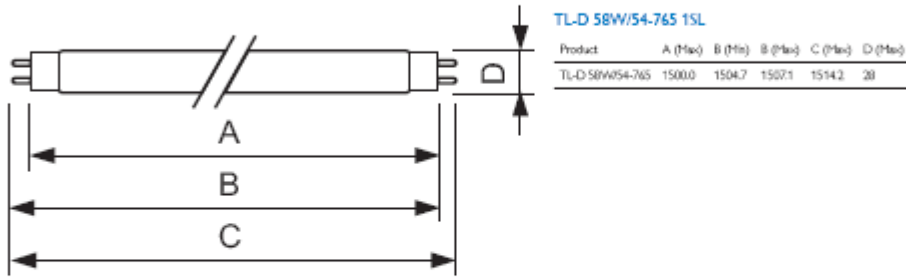 TL-D 58W/54-765 1SL
Product A (Max) B (Min) B (Max) C (Max) D (Max)
TL-D 58W/54-765 1500.0 1504.7 1507.1 1514.2 28
D
A
B
C